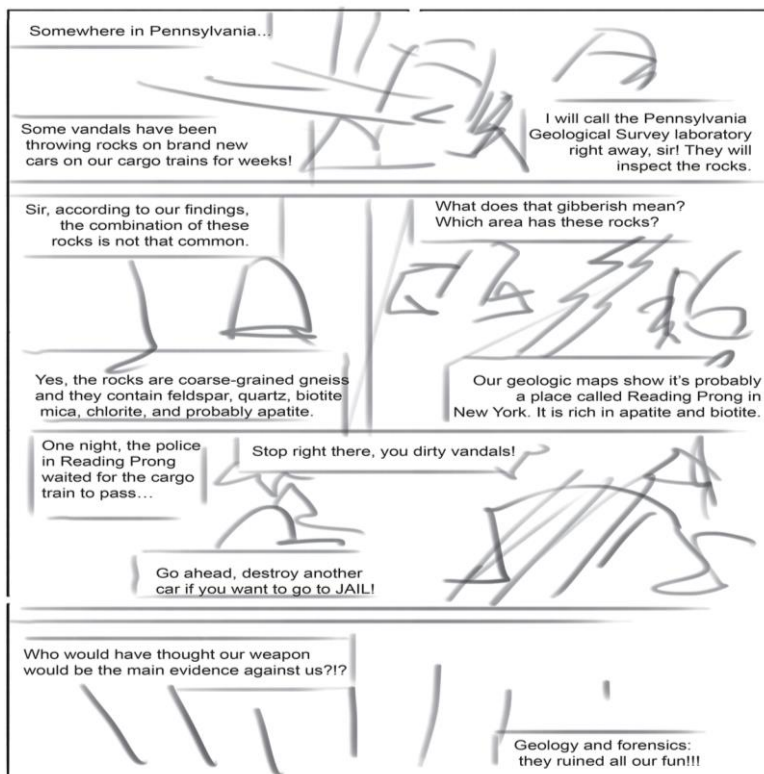 Somewhere in Pennsylvania...
Some vandals have been
throwing rocks on brand new
cars on our cargo trains for weeks!
I will call the Pennsylvania
Geological Survey laboratory
right away, sir! They will
inspect the rocks.
Sir, according to our findings,
the combination of these
rocks is not that common.
What does that gibberish mean?
Which area has these rocks?
Yes, the rocks are coarse-grained gneiss
and they contain feldspar, quartz, biotite
mica, chlorite, and probably apatite.
Our geologic maps show it's probably
a place called Reading Prong in
New York. It is rich in apatite and biotite.
One night, the police
in Reading Prong
waited for the cargo
train to pass…
Stop right there, you dirty vandals!
Go ahead, destroy another
car if you want to go to JAIL!
Who would have thought our weapon
would be the main evidence against us?!?
Geology and forensics:
they ruined all our fun!!!